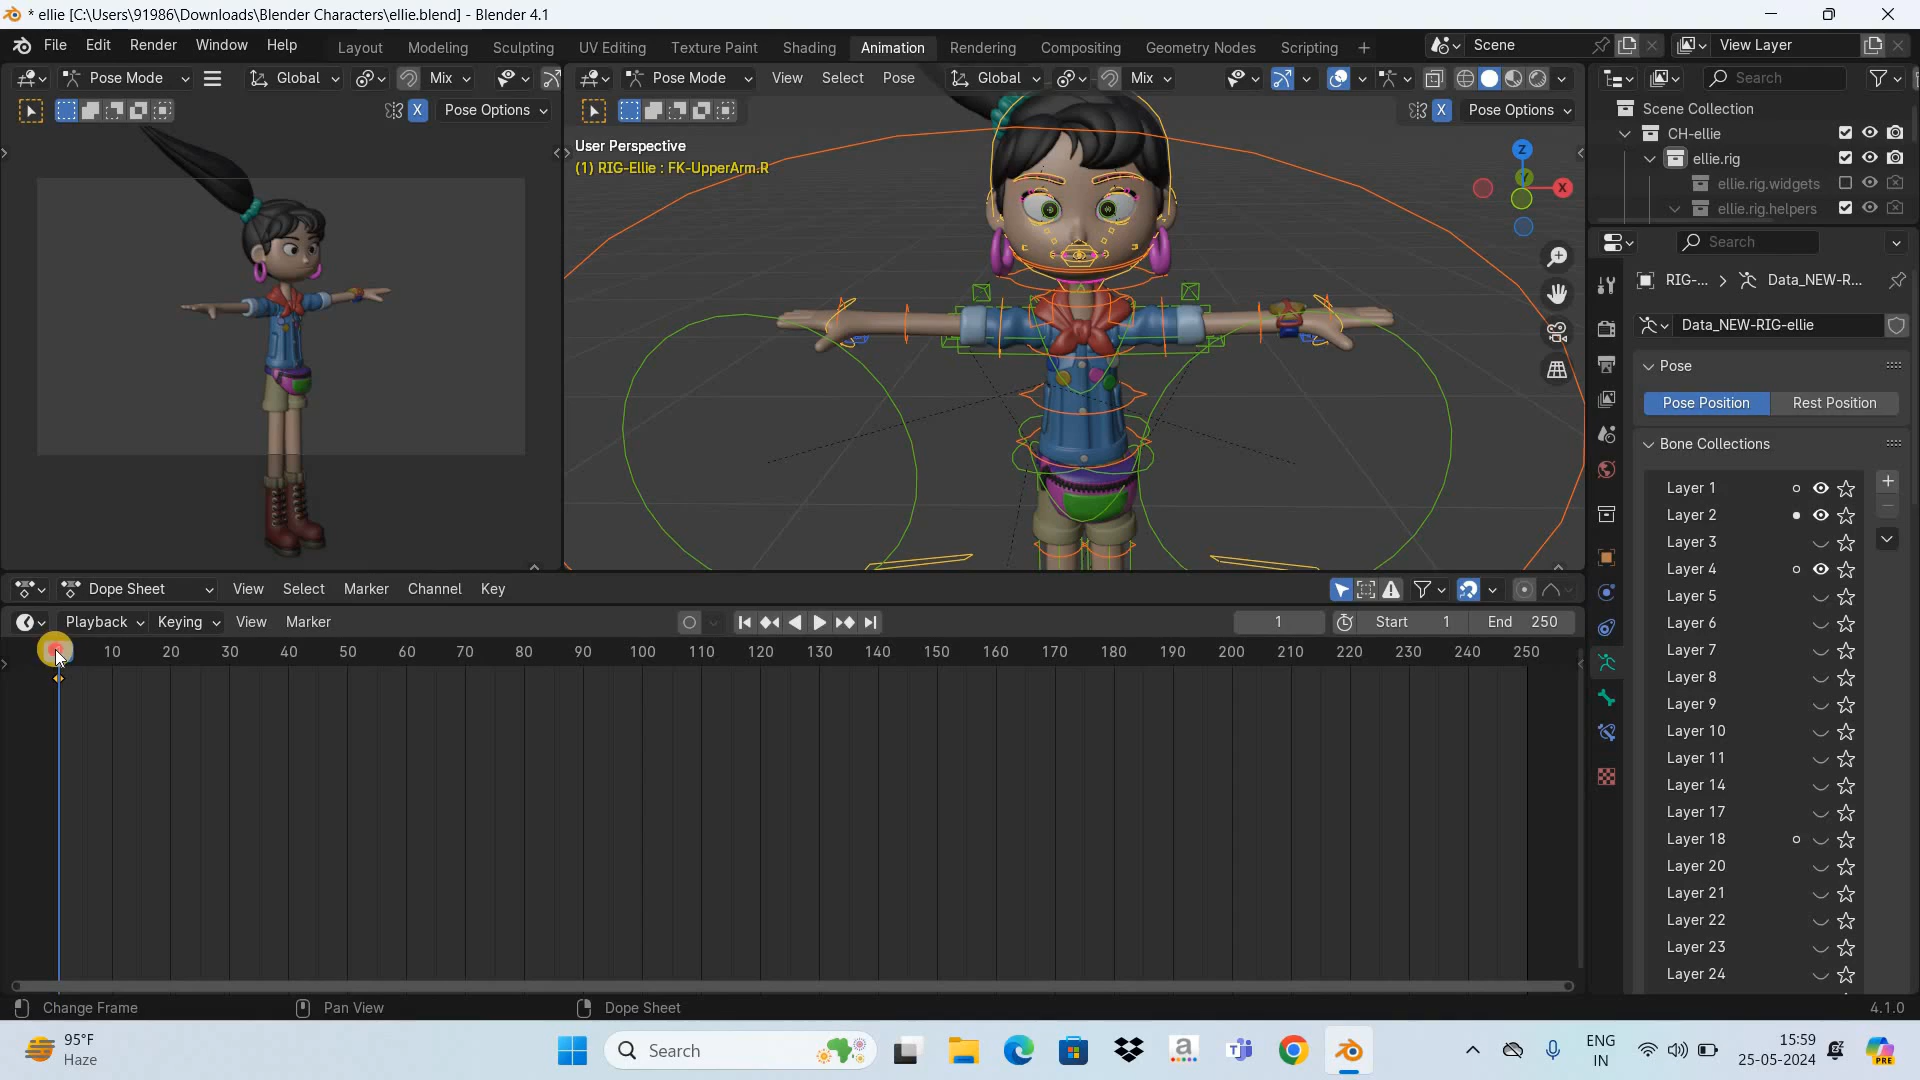 * ellie [C:\Users\91986\Downloads\Blender Characters\ellie.blend] - Blender 4.1
File Edit Render Window Help Layout Modeling Sculpting UV Editing Texture Paint Shading Animation Rendering Compositing Geometry Nodes Scripting + Scene View Layer
Pose Mode Global Mix Pose Mode View Select Pose Global Mix Search
X Pose Options X Pose Options Scene Collection
CH-ellie
User Perspective
(1) RIG-Ellie : FK-UpperArm.R
Z
X
Y
ellie.rig
ellie.rig.widgets
ellie.rig.helpers
Search
RIG-... > Data_NEW-R...
Data_NEW-RIG-ellie
Pose
Pose Position Rest Position
Bone Collections
Layer 1
Layer 2
Layer 3
Layer 4
Layer 5
Layer 6
Layer 7
Layer 8
Layer 9
Layer 10
Layer 11
Layer 14
Layer 17
Layer 18
Layer 20
Layer 21
Layer 22
Layer 23
Layer 24
Dope Sheet View Select Marker Channel Key
Playback Keying View Marker 1 Start 1 End 250
10 20 30 40 50 60 70 80 90 100 110 120 130 140 150 160 170 180 190 200 210 220 230 240 250
Change Frame Pan View Dope Sheet 4.1.0
95°F
Haze
Search
a
ENG
IN
15:59
25-05-2024
PRE